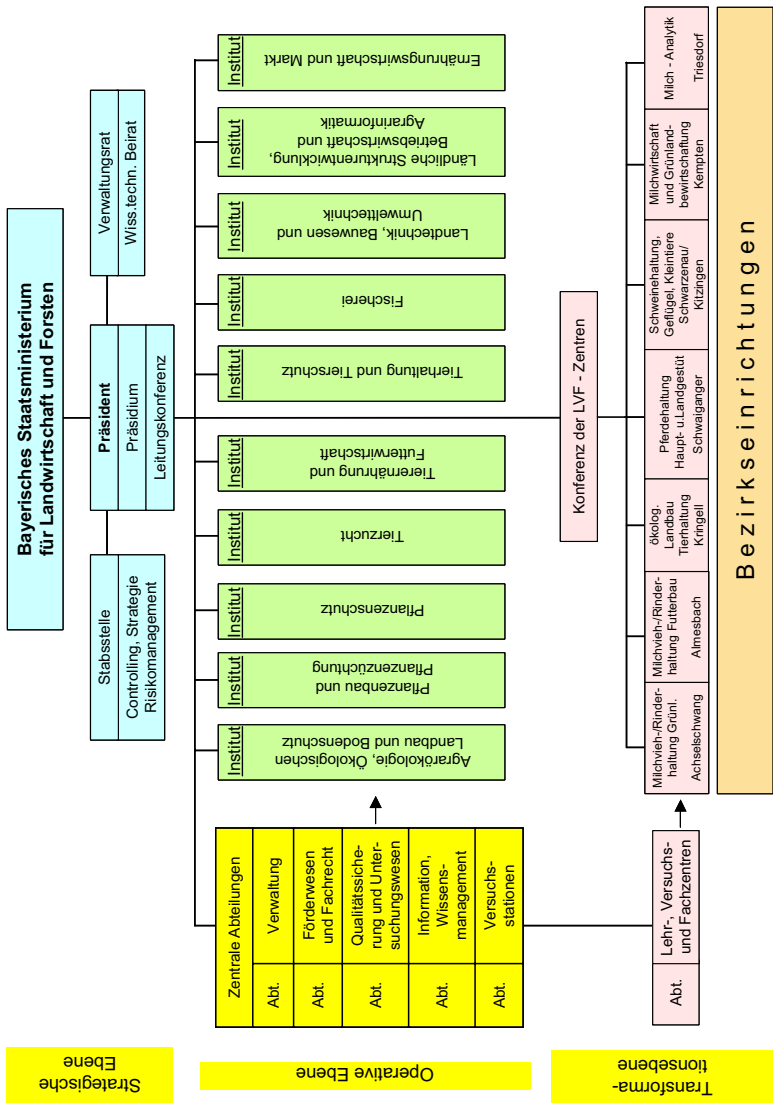 Bayerisches Staatsministerium
für Landwirtschaft und Forsten
Strategische
Ebene
Stabsstelle
Controlling, Strategie
Risikomanagement
Präsident
Präsidium
Leitungskonferenz
Verwaltungsrat
Wiss.techn. Beirat
Operative Ebene
Zentrale Abteilungen
Abt.
Verwaltung
Abt.
Förderwesen
und Fachrecht
Abt.
Qualitätssiche-
rung und Unter-
suchungswesen
Abt.
Information,
Wissens-
management
Abt.
Versuchs-
stationen
Institut
Agrarökologie, Ökologischen
Landbau und Bodenschutz
Institut
Pflanzenbau und
Pflanzenzüchtung
Institut
Pflanzenschutz
Institut
Tierzucht
Institut
Tierernährung und
Futterwirtschaft
Institut
Tierhaltung und Tierschutz
Institut
Fischerei
Institut
Landtechnik, Bauwesen und
Umwelttechnik
Institut
Ländliche Strukturentwicklung,
Betriebswirtschaft und
Agrarinformatik
Institut
Ernährungswirtschaft und Markt
Transforma-
tionsebene
Abt.
Lehr-, Versuchs-
und Fachzentren
Konferenz der LVF - Zentren
Milchvieh-/Rinder-
haltung Grünl.
Achselschwang
Milchvieh-/Rinder-
haltung Futterbau
Almesbach
ökolog.
Landbau
Tierhaltung
Kringell
Pferdehaltung
Haupt- u.Landgestüt
Schwaiganger
Schweinehaltung,
Geflügel, Kleintiere
Schwarzenau/
Kitzingen
Milchwirtschaft
und Grünland-
bewirtschaftung
Kempten
Milch - Analytik
Triesdorf
Bezirkseinrichtungen